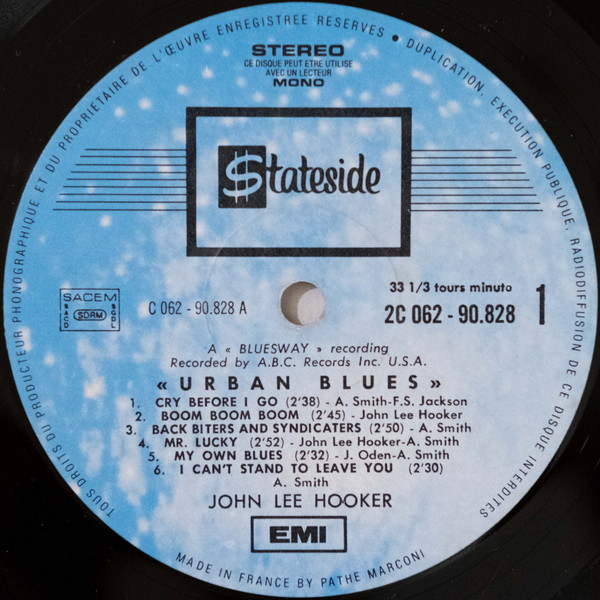 TOUS DROITS DU PRODUCTEUR PHONOGRAPHIQUE ET DU PROPRIETAIRE DE L'ŒUVRE ENREGISTREE RESERVES • DUPLICATION, EXECUTION PUBLIQUE, RADIODIFFUSION DE CE DISQUE INTERDITES
STEREO
CE DISQUE PEUT ETRE UTILISE
AVEC UN LECTEUR
MONO
$tateside
SACEM
SACD SDRM SGDL
C 062 - 90.828 A
33 1/3 tours minute
2C 062 - 90.828
1
A « BLUESWAY » recording
Recorded by A.B.C. Records Inc. U.S.A.
« URBAN BLUES »
1. CRY BEFORE I GO (2'38) - A. Smith-F.S. Jackson
2. BOOM BOOM BOOM (2'45) - John Lee Hooker
3. BACK BITERS AND SYNDICATERS (2'50) - A. Smith
4. MR. LUCKY (2'52) - John Lee Hooker-A. Smith
5. MY OWN BLUES (2'32) - J. Oden-A. Smith
6. I CAN'T STAND TO LEAVE YOU (2'30)
A. Smith
JOHN LEE HOOKER
EMI
MADE IN FRANCE BY PATHE MARCONI